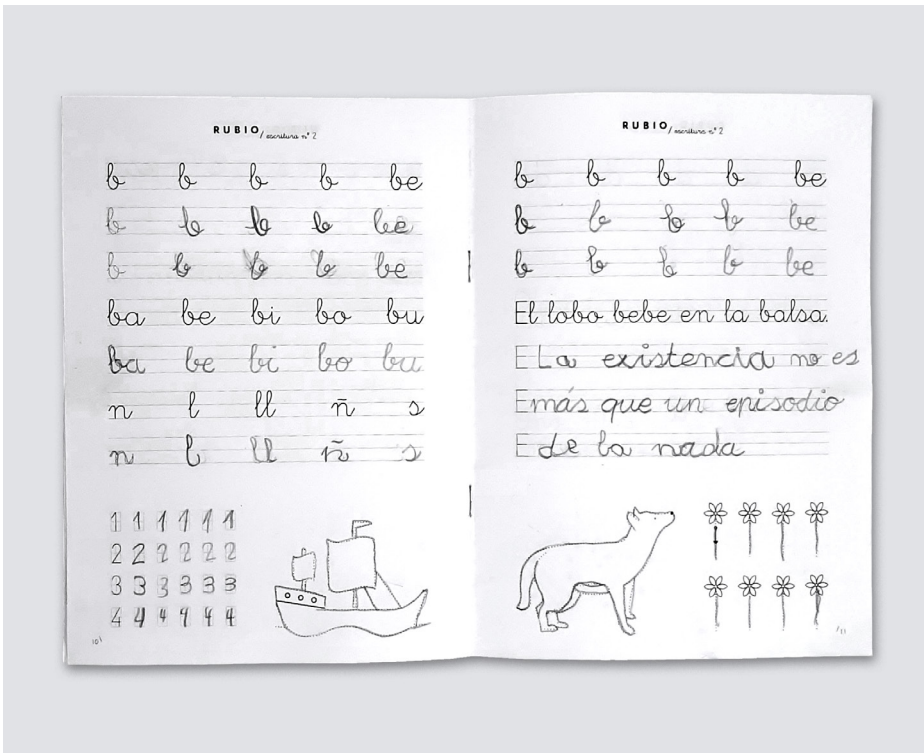 RUBIO/ escritura nº 2
b b b b be
b b b b be
b b b b be
ba be bi bo bu
ba be bi bo bu
n l ll ñ s
n l ll ñ s
1 1 1 1 1 1
2 2 2 2 2 2
3 3 3 3 3 3
4 4 4 4 4 4
10\
RUBIO/ escritura nº 2
b b b b be
b b b b be
b b b b be
El lobo bebe en la balsa.
E La existencia no es
E más que un episodio
E de la nada
/11